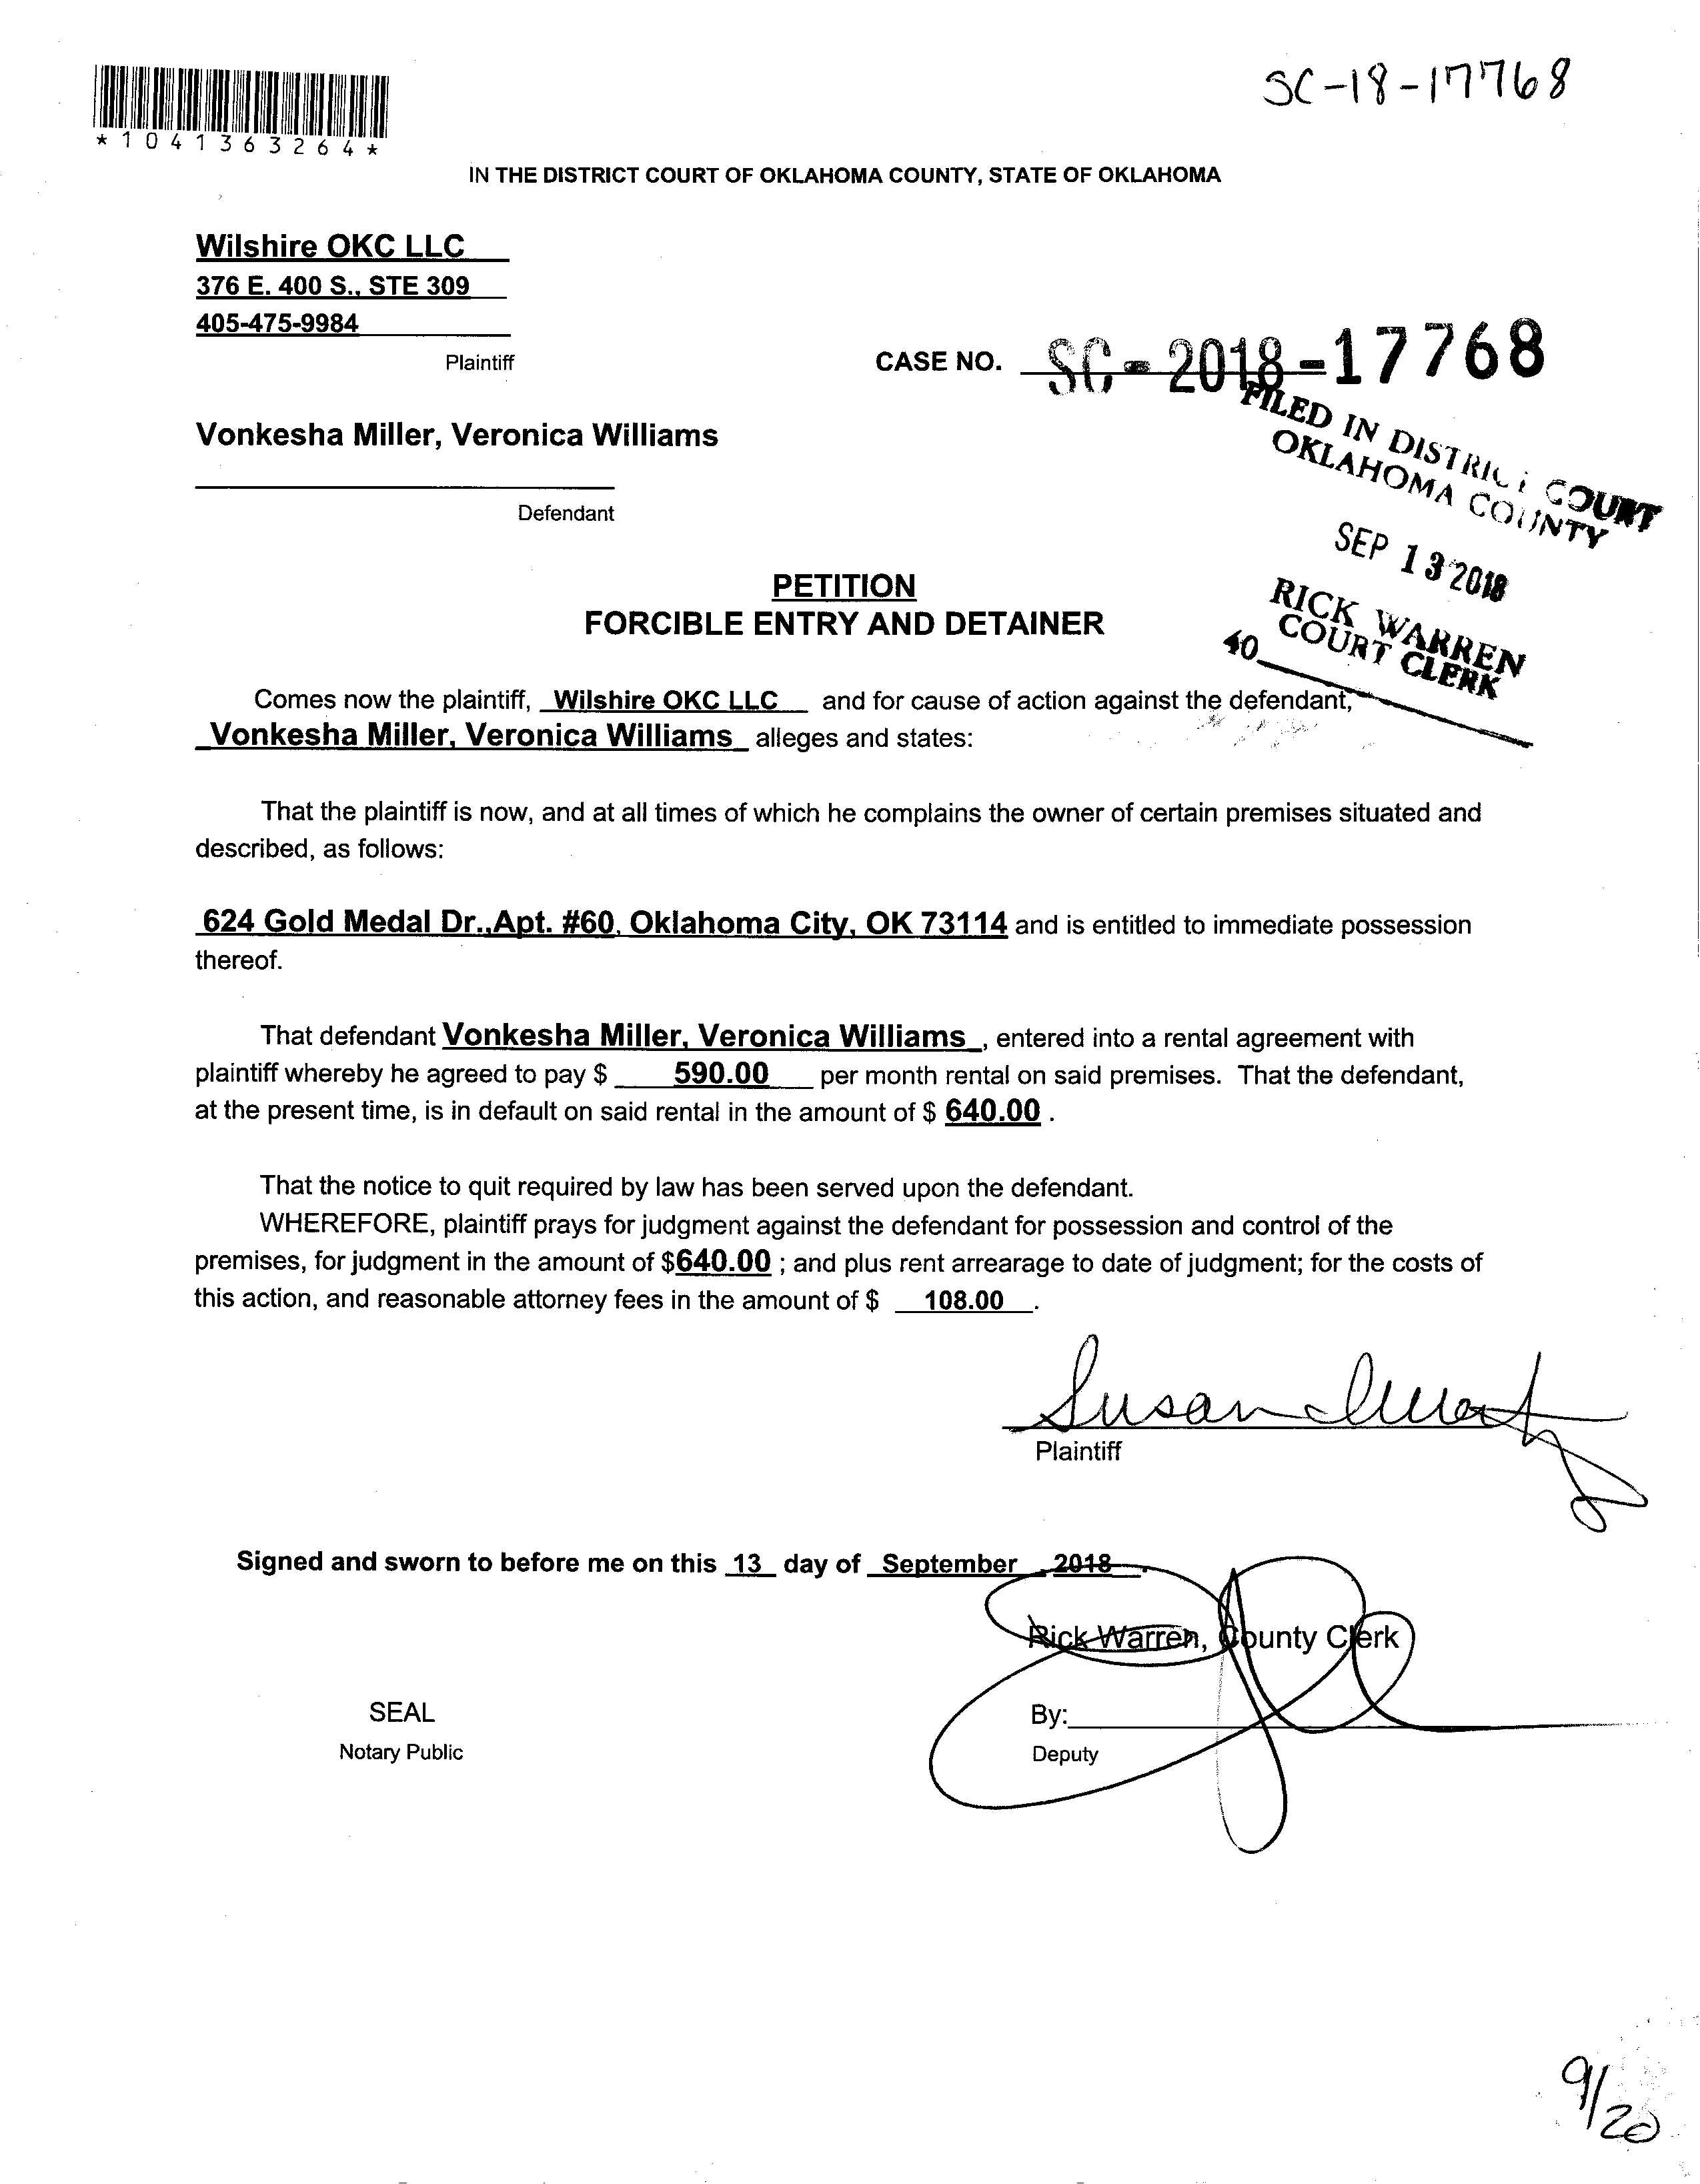 SC-18-17768
*1041363264*
IN THE DISTRICT COURT OF OKLAHOMA COUNTY, STATE OF OKLAHOMA
Wilshire OKC LLC
376 E. 400 S., STE 309
405-475-9984
Plaintiff
CASE NO. SC-2018-17768
FILED IN DISTRICT COURT
OKLAHOMA COUNTY
Vonkesha Miller, Veronica Williams
Defendant
SEP 13 2018
RICK WARREN
COURT CLERK
40
PETITION
FORCIBLE ENTRY AND DETAINER
Comes now the plaintiff, Wilshire OKC LLC and for cause of action against the defendant,
Vonkesha Miller, Veronica Williams alleges and states:
That the plaintiff is now, and at all times of which he complains the owner of certain premises situated and
described, as follows:
624 Gold Medal Dr.,Apt. #60, Oklahoma City, OK 73114 and is entitled to immediate possession
thereof.
That defendant Vonkesha Miller, Veronica Williams , entered into a rental agreement with
plaintiff whereby he agreed to pay $ 590.00 per month rental on said premises. That the defendant,
at the present time, is in default on said rental in the amount of $ 640.00 .
That the notice to quit required by law has been served upon the defendant.
WHEREFORE, plaintiff prays for judgment against the defendant for possession and control of the
premises, for judgment in the amount of $640.00 ; and plus rent arrearage to date of judgment; for the costs of
this action, and reasonable attorney fees in the amount of $ 108.00 .
Susan
Plaintiff
Signed and sworn to before me on this 13 day of September , 2018 .
Rick Warren, County Clerk
SEAL
By:
Notary Public
Deputy
9/20